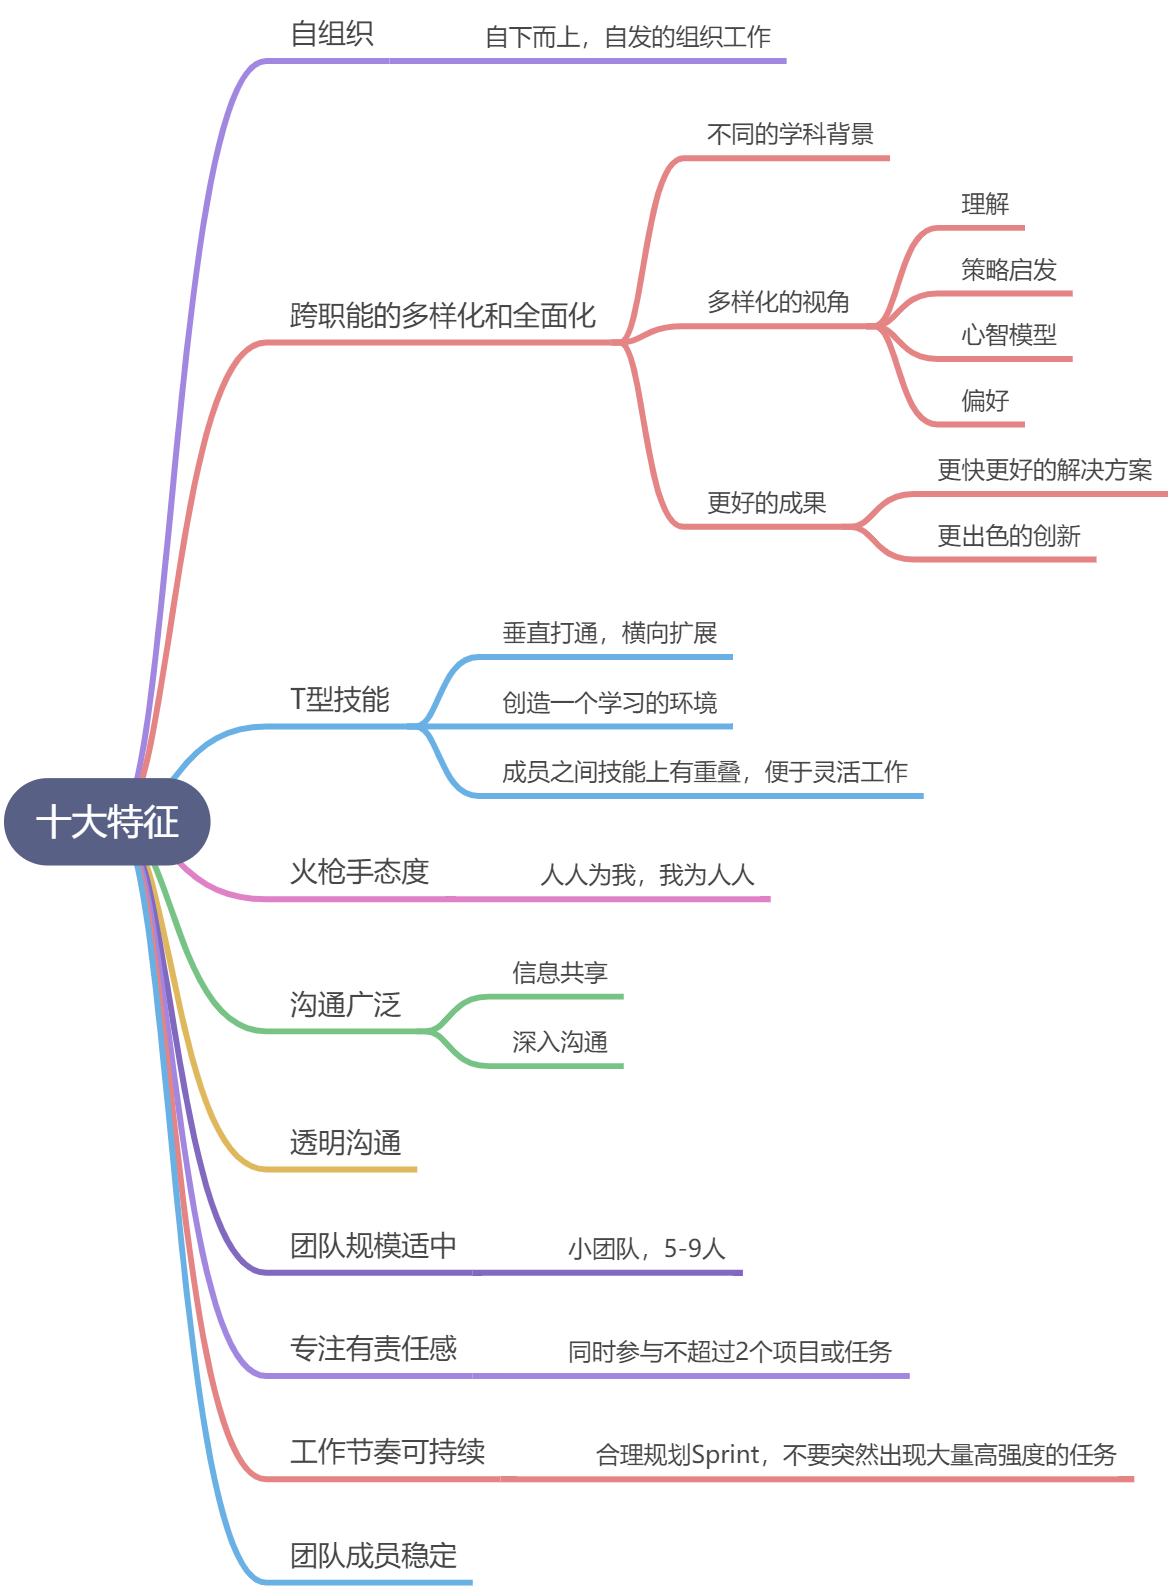 十大特征
自组织
自下而上，自发的组织工作
跨职能的多样化和全面化
不同的学科背景
多样化的视角
理解
策略启发
心智模型
偏好
更好的成果
更快更好的解决方案
更出色的创新
T型技能
垂直打通，横向扩展
创造一个学习的环境
成员之间技能上有重叠，便于灵活工作
火枪手态度
人人为我，我为人人
沟通广泛
信息共享
深入沟通
透明沟通
团队规模适中
小团队，5-9人
专注有责任感
同时参与不超过2个项目或任务
工作节奏可持续
合理规划Sprint，不要突然出现大量高强度的任务
团队成员稳定